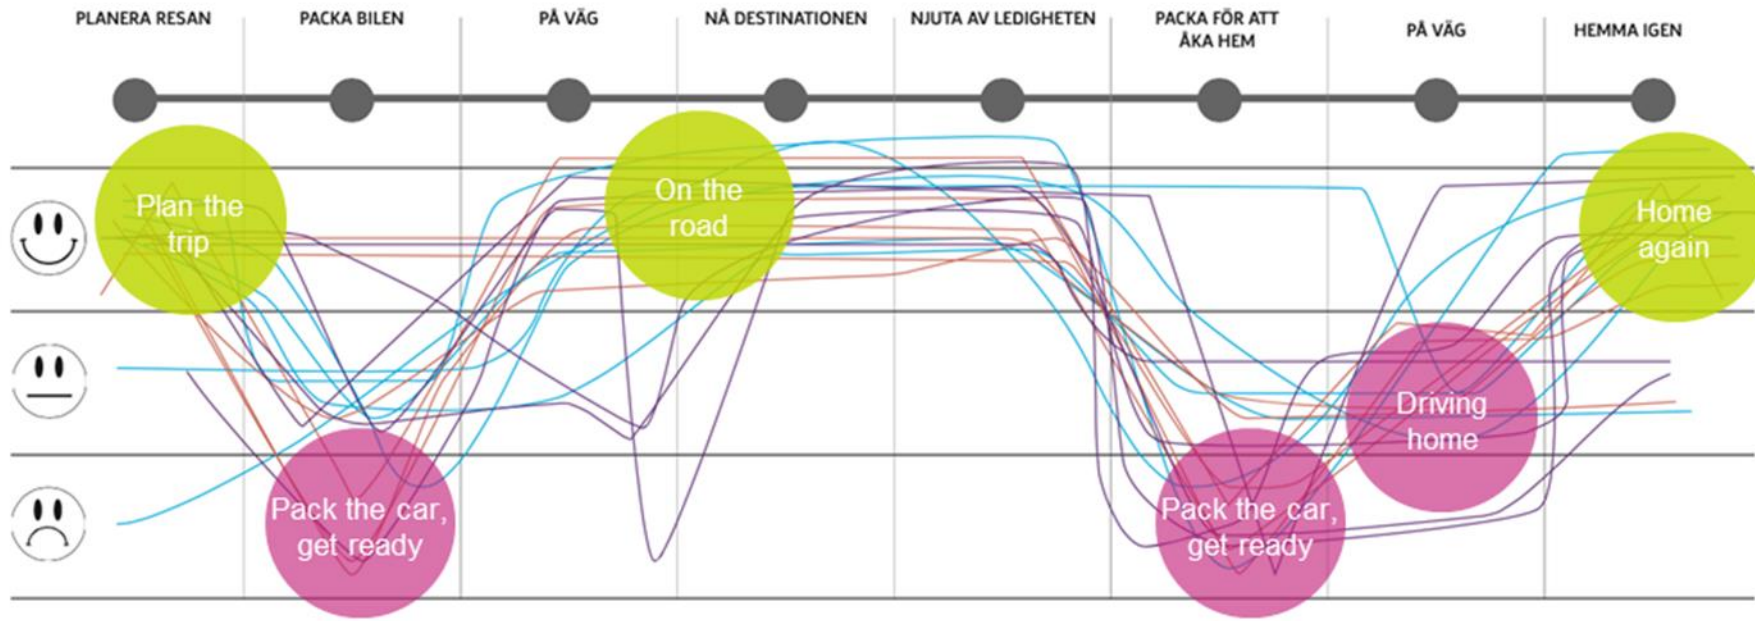 PLANERA RESAN
PACKA BILEN
PÅ VÄG
NÅ DESTINATIONEN
NJUTA AV LEDIGHETEN
PACKA FÖR ATT
ÅKA HEM
PÅ VÄG
HEMMA IGEN
Plan the
trip
On the
road
Home
again
Driving
home
Pack the car,
get ready
Pack the car,
get ready